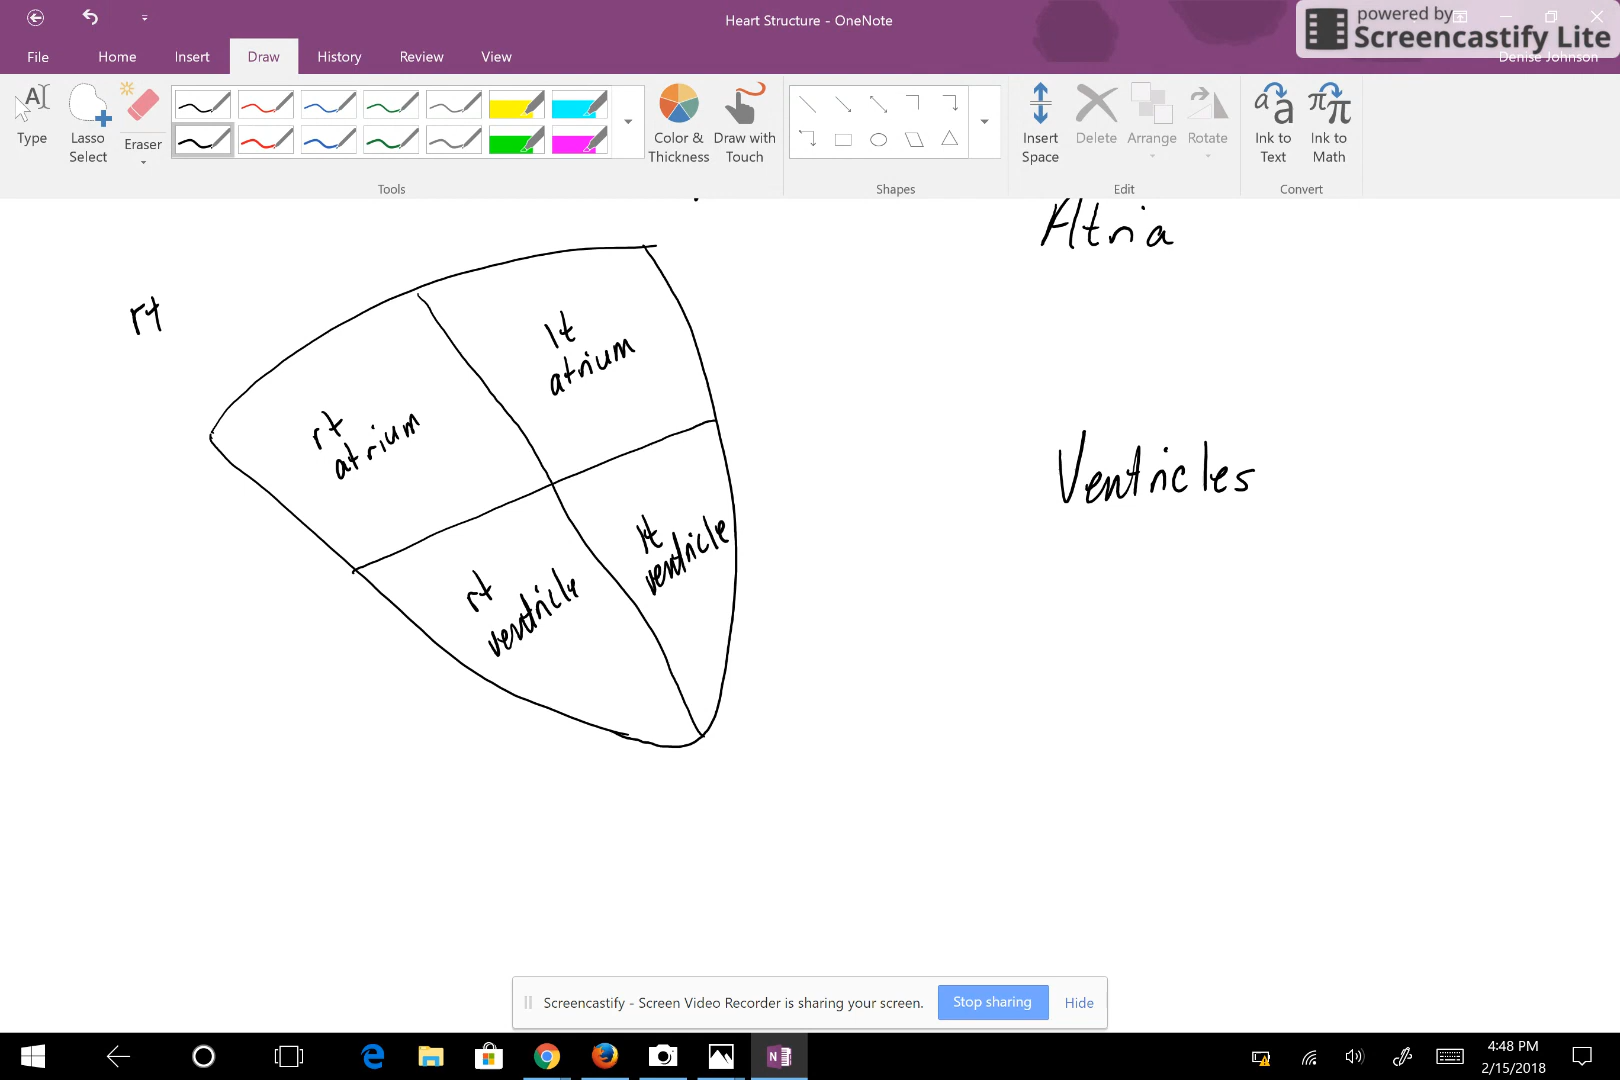 Heart Structure - OneNote
powered by
Screencastify Lite
Denise Johnson
File Home Insert Draw History Review View
Type
Lasso Select
Eraser
Color & Thickness
Draw with Touch
Insert Space
Delete
Arrange
Rotate
Ink to Text
Ink to Math
Tools
Shapes
Edit
Convert
Atria
rt
lt
atrium
rt
atrium
Ventricles
lt
ventricle
rt
ventricle
Screencastify - Screen Video Recorder is sharing your screen.
Stop sharing
Hide
4:48 PM
2/15/2018